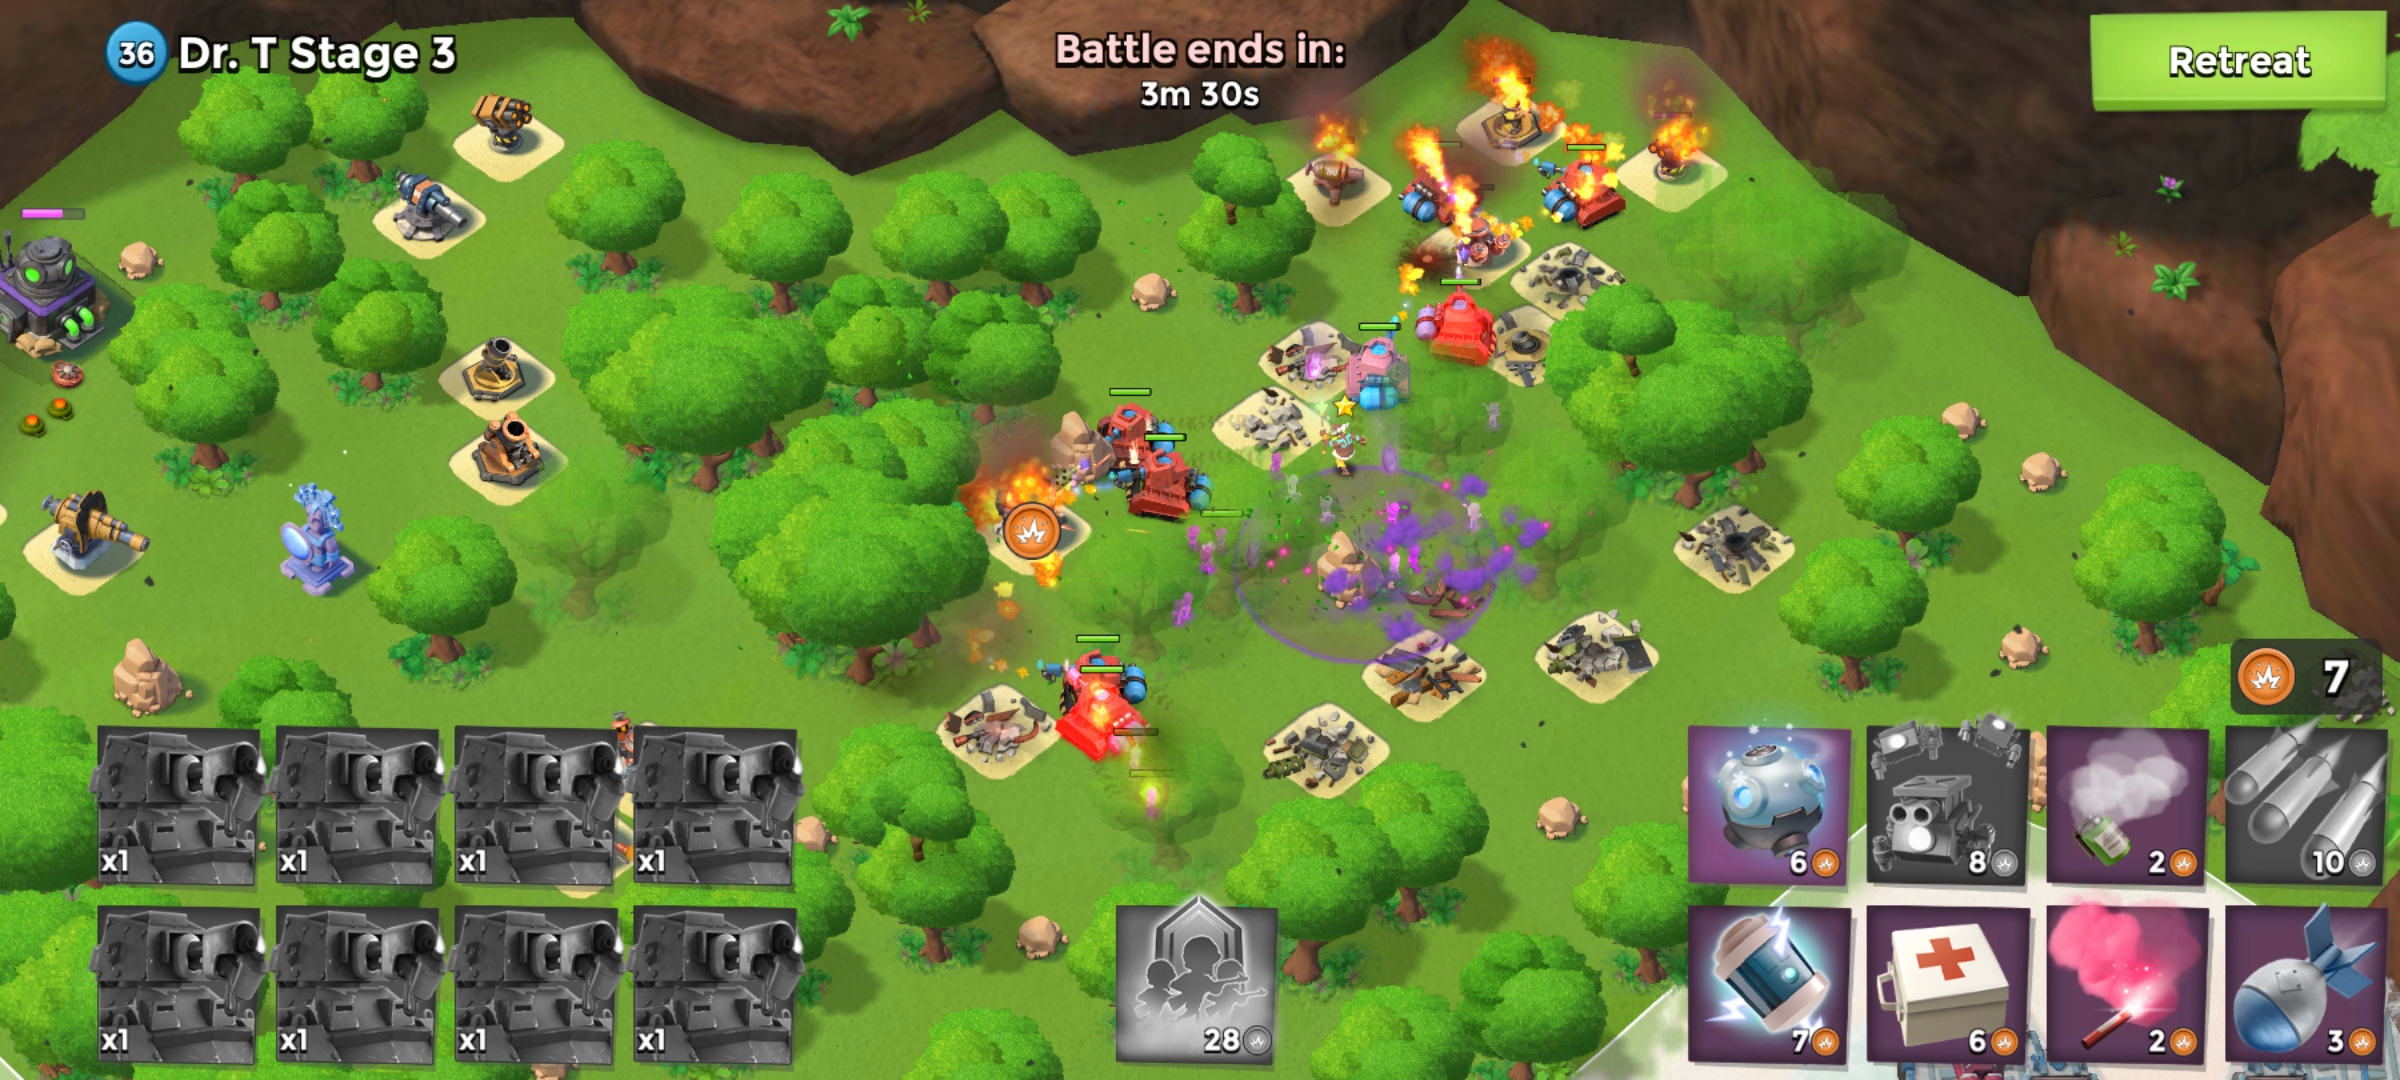 36 Dr. T Stage 3
Battle ends in:
3m 30s
Retreat
7
x1 x1 x1 x1
6 8 2 10
x1 x1 x1 x1
28
7 6 2 3